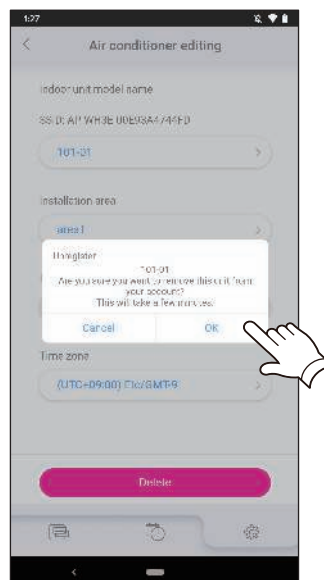 1:27
Air conditioner editing
Indoor unit model name
101-01
Installation area
area1
Unregister
101-01
Are you sure you want to remove this unit from
your account?
This will take a few minutes.
Cancel
OK
Time zone
(UTC+09:00) Etc/GMT-9
Delete